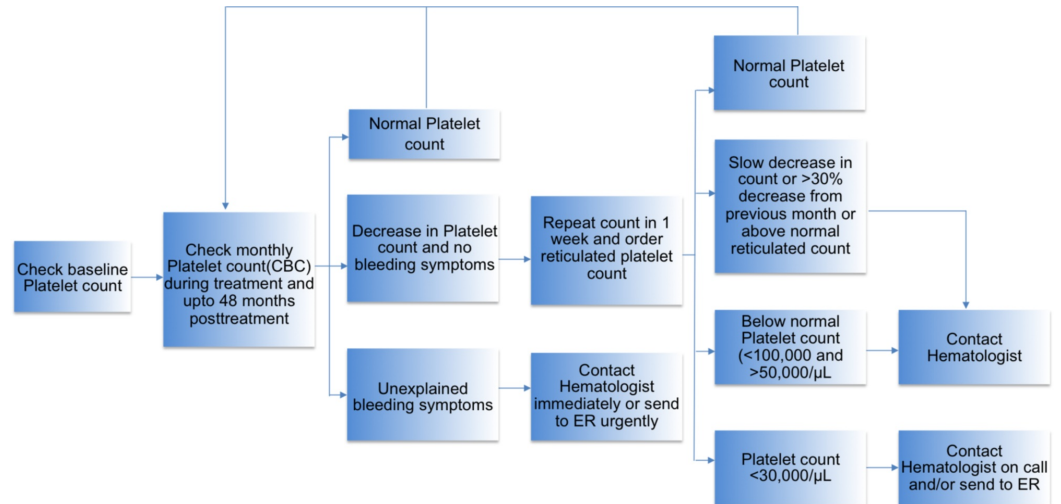 Check baseline
Platelet count
Check monthly
Platelet count(CBC)
during treatment and
upto 48 months
posttreatment
Normal Platelet
count
Decrease in Platelet
count and no
bleeding symptoms
Unexplained
bleeding symptoms
Repeat count in 1
week and order
reticulated platelet
count
Contact
Hematologist
immediately or send
to ER urgently
Normal Platelet
count
Slow decrease in
count or >30%
decrease from
previous month or
above normal
reticulated count
Below normal
Platelet count
(<100,000 and
>50,000/µL
Platelet count
<30,000/µL
Contact
Hematologist
Contact
Hematologist on call
and/or send to ER